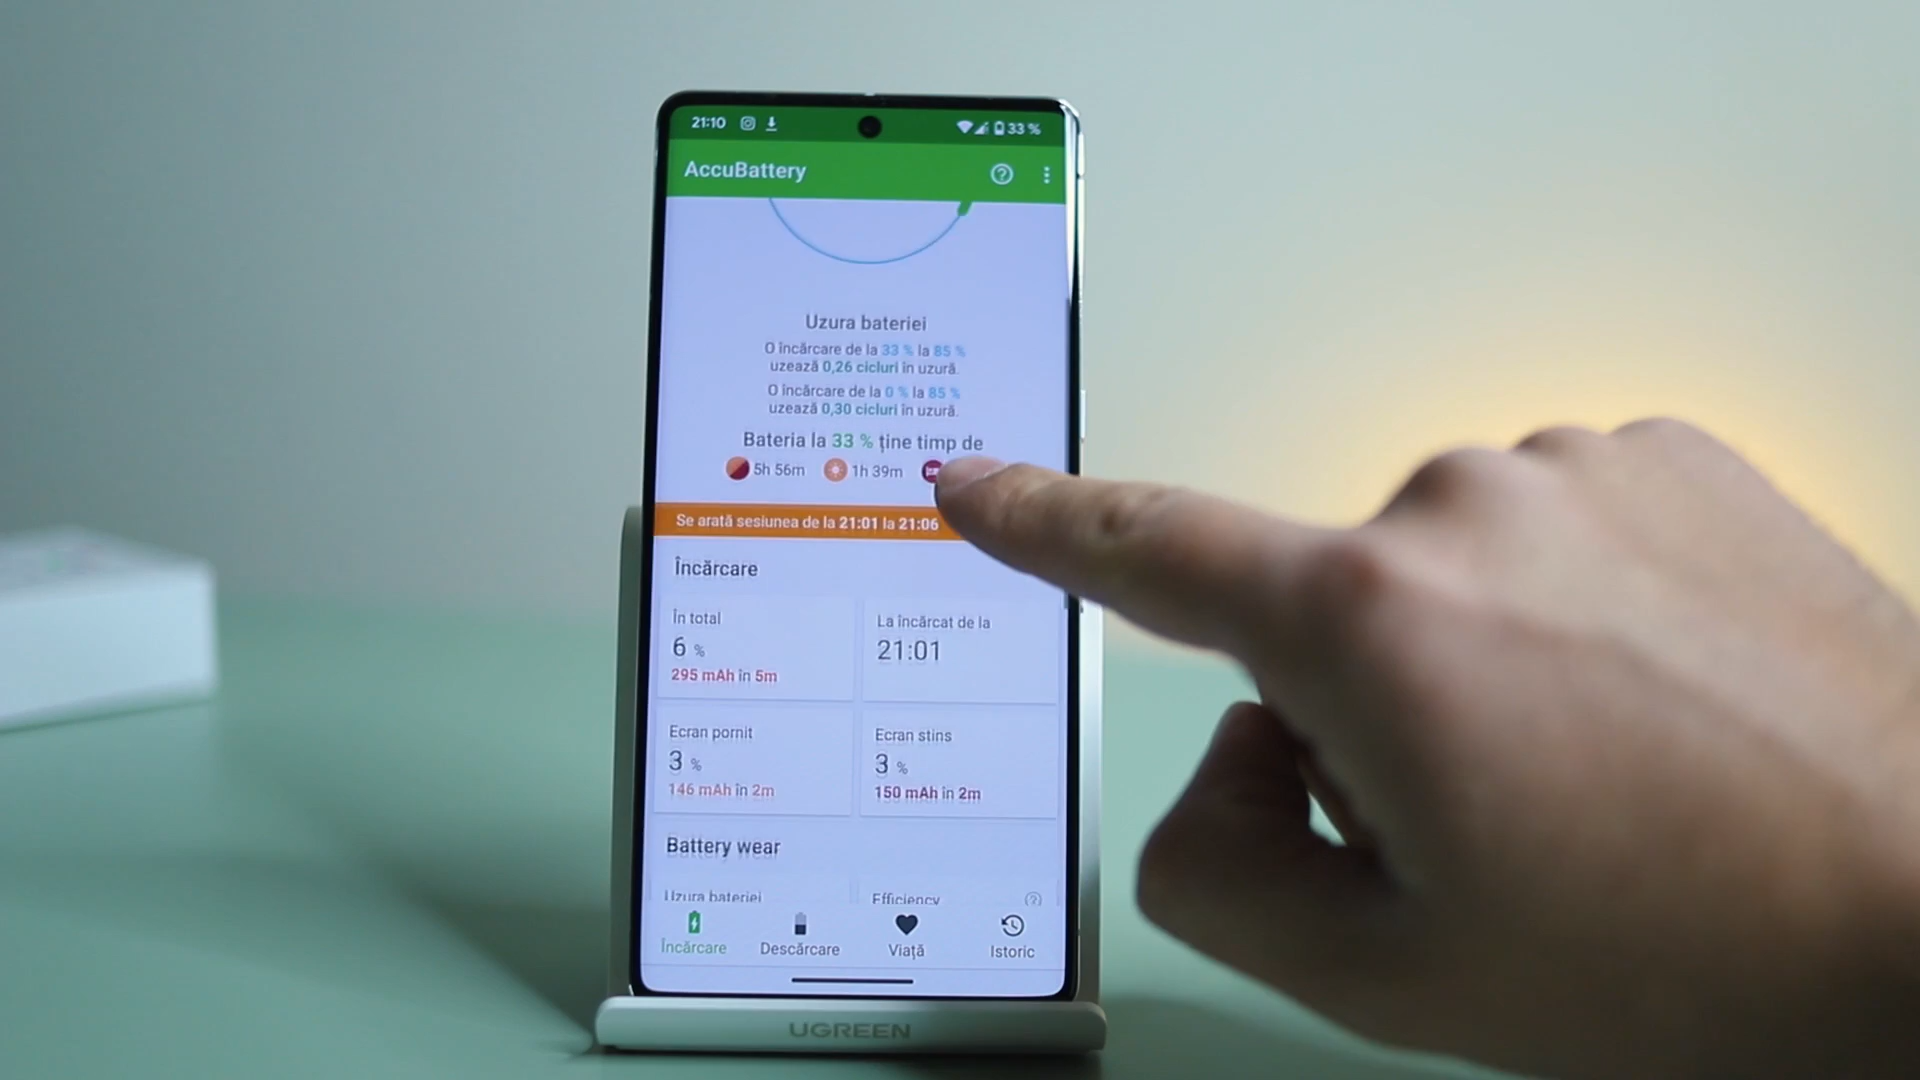 21:10
33 %
AccuBattery
Uzura bateriei
O încărcare de la 33 % la 85 %
uzează 0,26 cicluri în uzură.
O încărcare de la 0 % la 85 %
uzează 0,30 cicluri în uzură.
Bateria la 33 % ține timp de
5h 56m
1h 39m
Se arată sesiunea de la 21:01 la 21:06
Încărcare
În total
6 %
295 mAh în 5m
La încărcat de la
21:01
Ecran pornit
3 %
146 mAh în 2m
Ecran stins
3 %
150 mAh în 2m
Battery wear
Uzura bateriei
Efficiency
Încărcare
Descărcare
Viață
Istoric
UGREEN